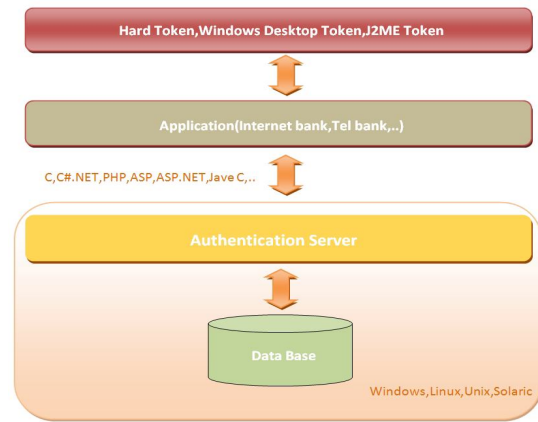 Hard Token,Windows Desktop Token,J2ME Token
Application(Internet bank,Tel bank,..)
C,C#.NET,PHP,ASP,ASP.NET,Jave C,..
Authentication Server
Data Base
Windows,Linux,Unix,Solaric